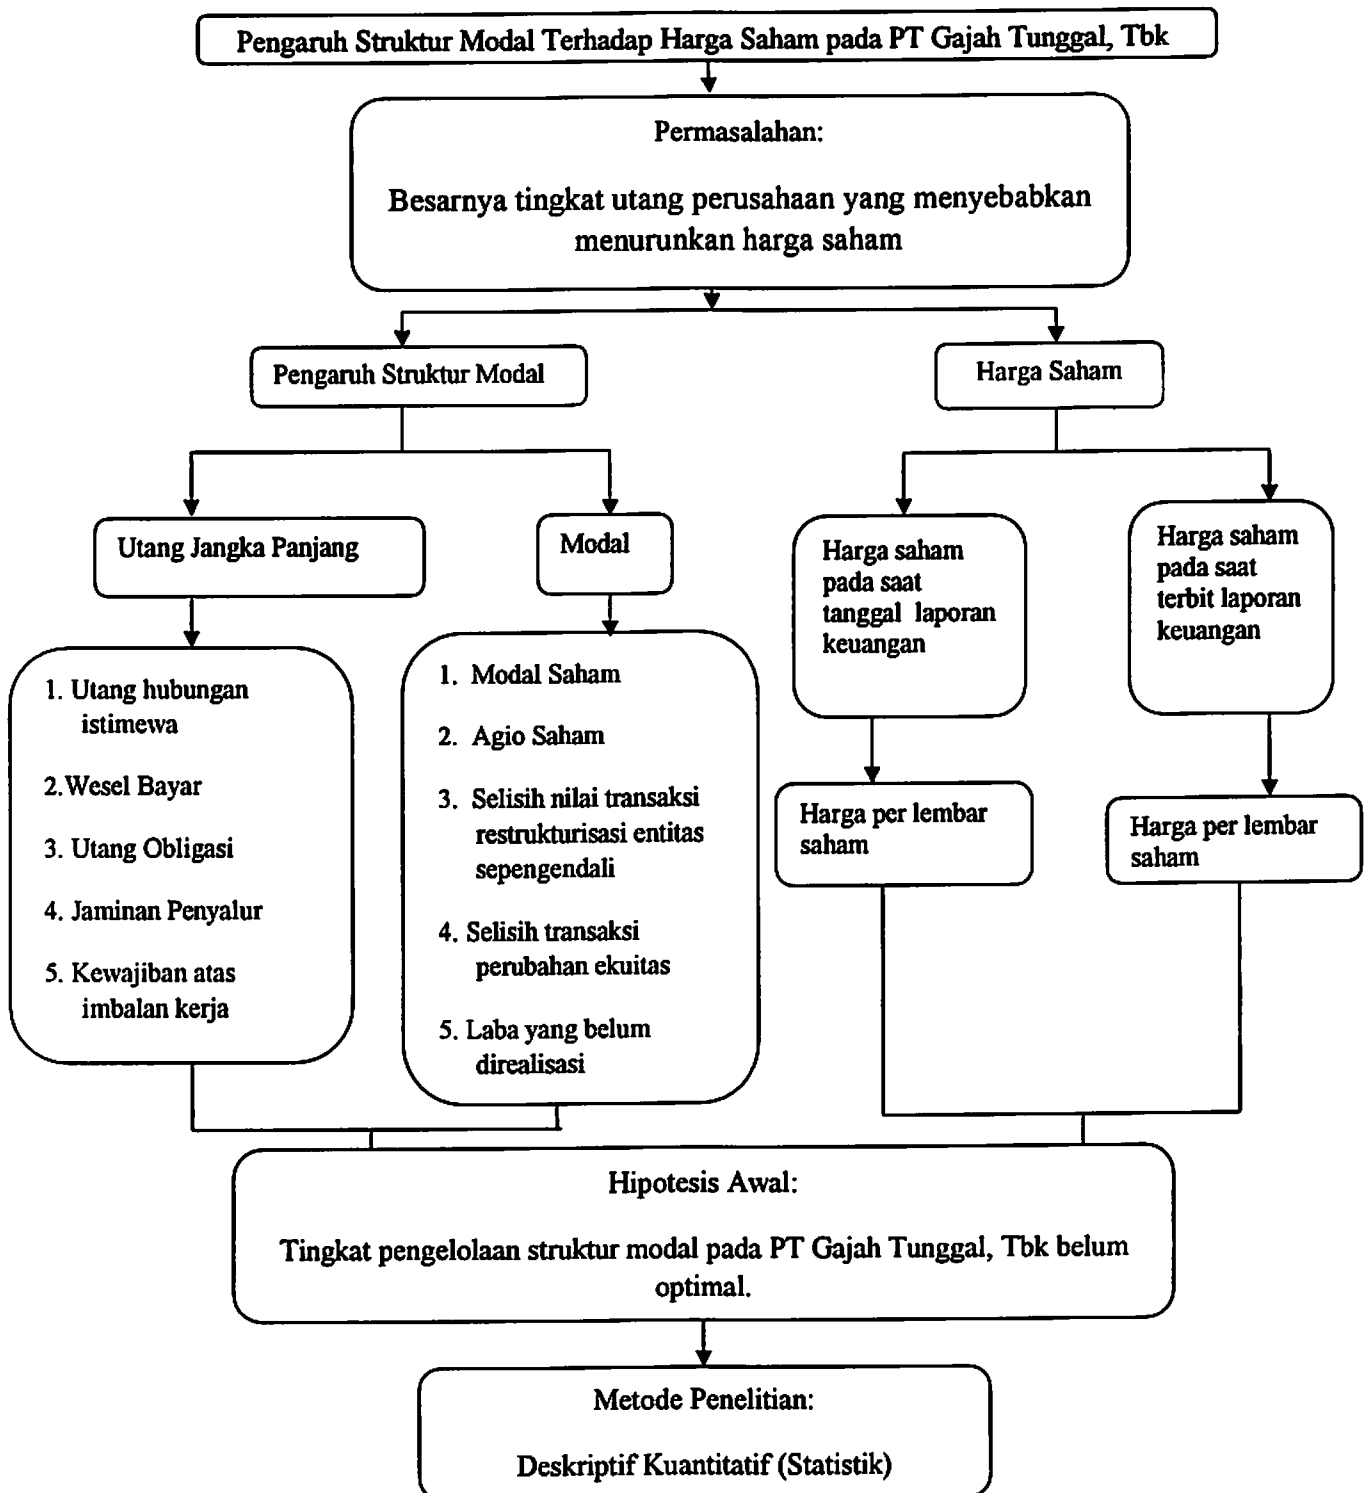 Pengaruh Struktur Modal Terhadap Harga Saham pada PT Gajah Tunggal, Tbk
Permasalahan:
Besarnya tingkat utang perusahaan yang menyebabkan
menurunkan harga saham
Pengaruh Struktur Modal
Harga Saham
Utang Jangka Panjang
Modal
Harga saham
pada saat
tanggal laporan
keuangan
Harga saham
pada saat
terbit laporan
keuangan
1. Utang hubungan
istimewa
2.Wesel Bayar
3. Utang Obligasi
4. Jaminan Penyalur
5. Kewajiban atas
imbalan kerja
1. Modal Saham
2. Agio Saham
3. Selisih nilai transaksi
restrukturisasi entitas
sepengendali
4. Selisih transaksi
perubahan ekuitas
5. Laba yang belum
direalisasi
Harga per lembar
saham
Harga per lembar
saham
Hipotesis Awal:
Tingkat pengelolaan struktur modal pada PT Gajah Tunggal, Tbk belum
optimal.
Metode Penelitian:
Deskriptif Kuantitatif (Statistik)